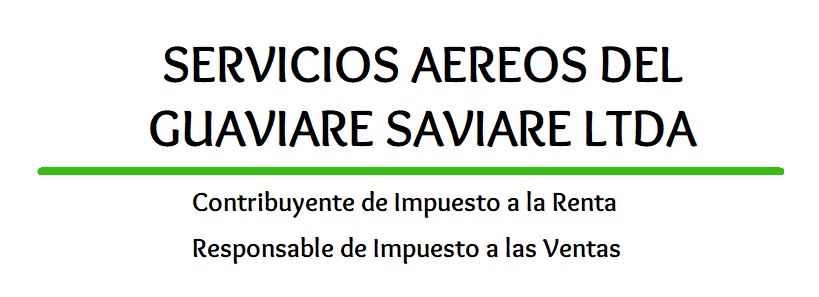 SERVICIOS AEREOS DEL
GUAVIARE SAVIARE LTDA
Contribuyente de Impuesto a la Renta
Responsable de Impuesto a las Ventas